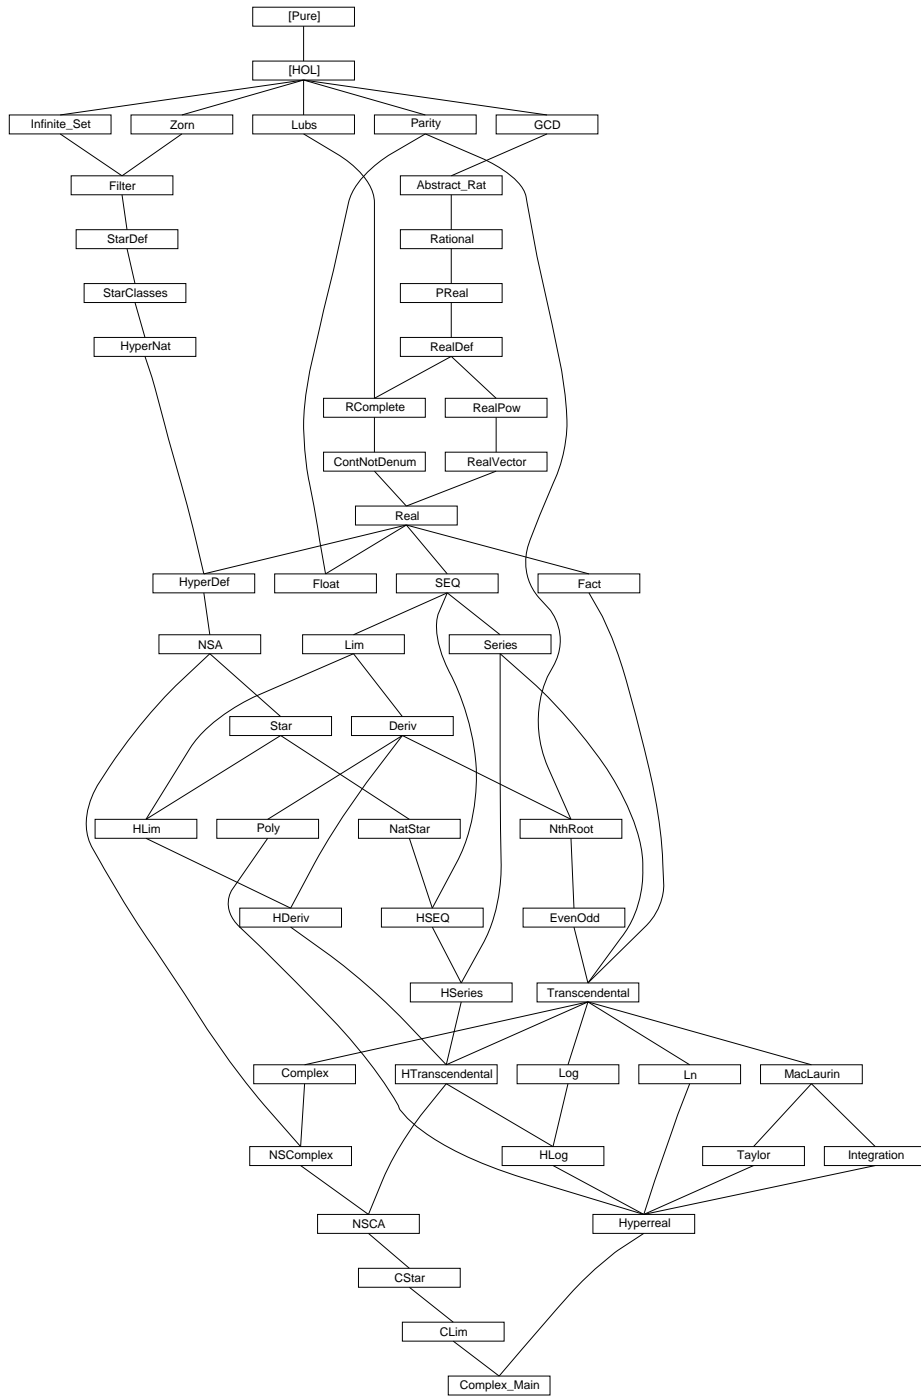 [Pure]
[HOL]
Infinite_Set Zorn Lubs Parity GCD
Filter Abstract_Rat
StarDef Rational
StarClasses PReal
HyperNat RealDef
RComplete RealPow
ContNotDenum RealVector
Real
HyperDef Float SEQ Fact
NSA Lim Series
Star Deriv
HLim Poly NatStar NthRoot
HDeriv HSEQ EvenOdd
HSeries Transcendental
Complex HTranscendental Log Ln MacLaurin
NSComplex HLog Taylor Integration
NSCA Hyperreal
CStar
CLim
Complex_Main